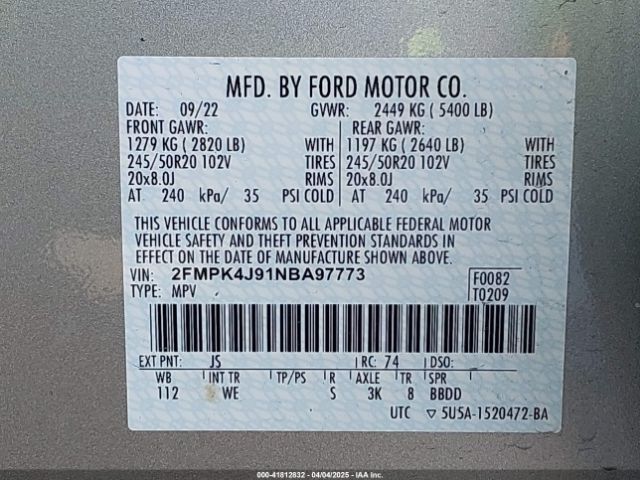 MFD. BY FORD MOTOR CO.
DATE: 09/22 GVWR: 2449 KG ( 5400 LB)
FRONT GAWR: REAR GAWR:
1279 KG ( 2820 LB) WITH 1197 KG ( 2640 LB) WITH
245/50R20 102V TIRES 245/50R20 102V TIRES
20x8.0J RIMS 20x8.0J RIMS
AT 240 kPa/ 35 PSI COLD AT 240 kPa/ 35 PSI COLD
THIS VEHICLE CONFORMS TO ALL APPLICABLE FEDERAL MOTOR
VEHICLE SAFETY AND THEFT PREVENTION STANDARDS IN
EFFECT ON THE DATE OF MANUFACTURE SHOWN ABOVE.
VIN: 2FMPK4J91NBA97773 F0082
TYPE: MPV T0209
EXT PNT: JS RC: 74 DSO:
WB INT TR TP/PS R AXLE TR SPR
112 WE S 3K 8 BBDD
UTC ▽ 5U5A-1520472-BA
000-41812832 - 04/04/2025 - IAA Inc.